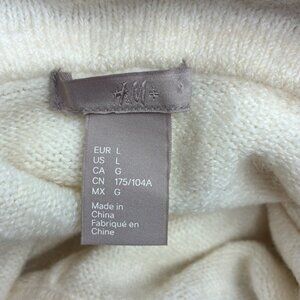 H&M+
EUR L
US L
CA G
CN 175/104A
MX G
Made in
China
Fabriqué en
Chine